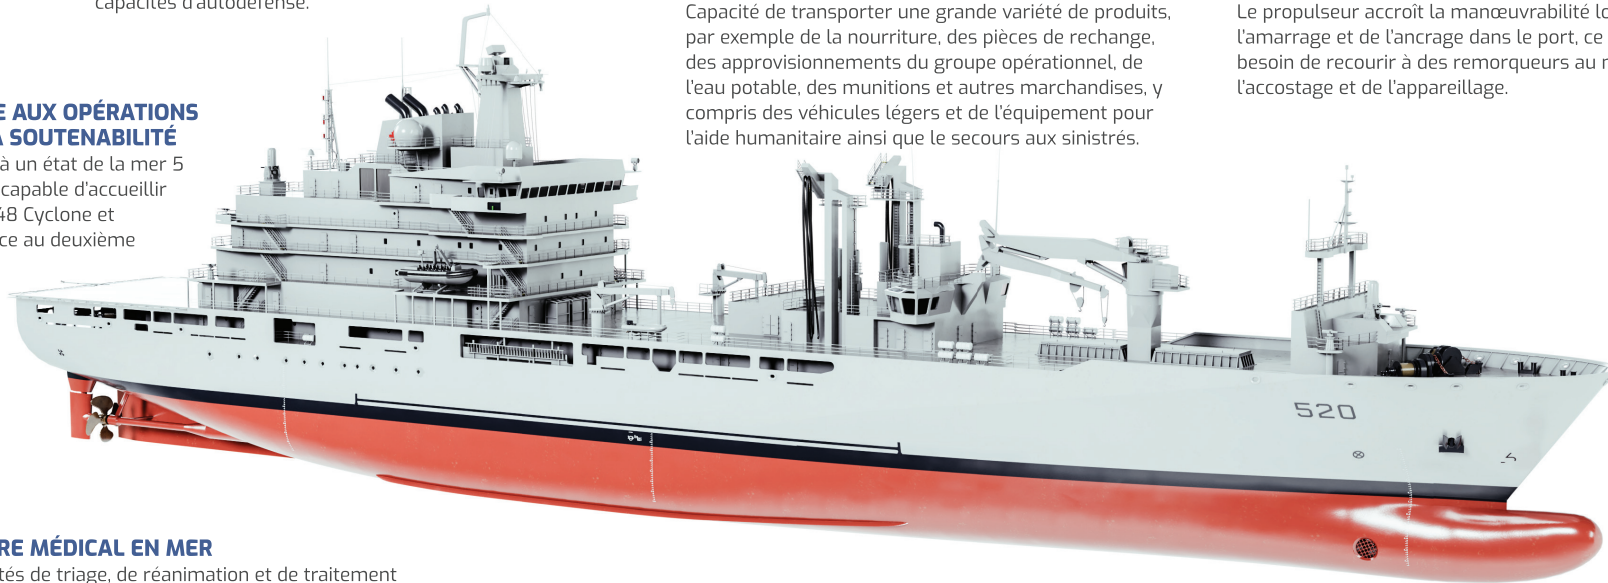 capacités d'autodéfense.
E AUX OPÉRATIONS
SOUTENABILITÉ
à un état de la mer 5
capable d'accueillir
48 Cyclone et
ce au deuxième
Capacité de transporter une grande variété de produits,
par exemple de la nourriture, des pièces de rechange,
des approvisionnements du groupe opérationnel, de
l'eau potable, des munitions et autres marchandises, y
compris des véhicules légers et de l'équipement pour
l'aide humanitaire ainsi que le secours aux sinistrés.
Le propulseur accroît la manœuvrabilité lo
l'amarrage et de l'ancrage dans le port, ce
besoin de recourir à des remorqueurs au
l'accostage et de l'appareillage.
520
RE MÉDICAL EN MER
tés de triage, de réanimation et de traitement